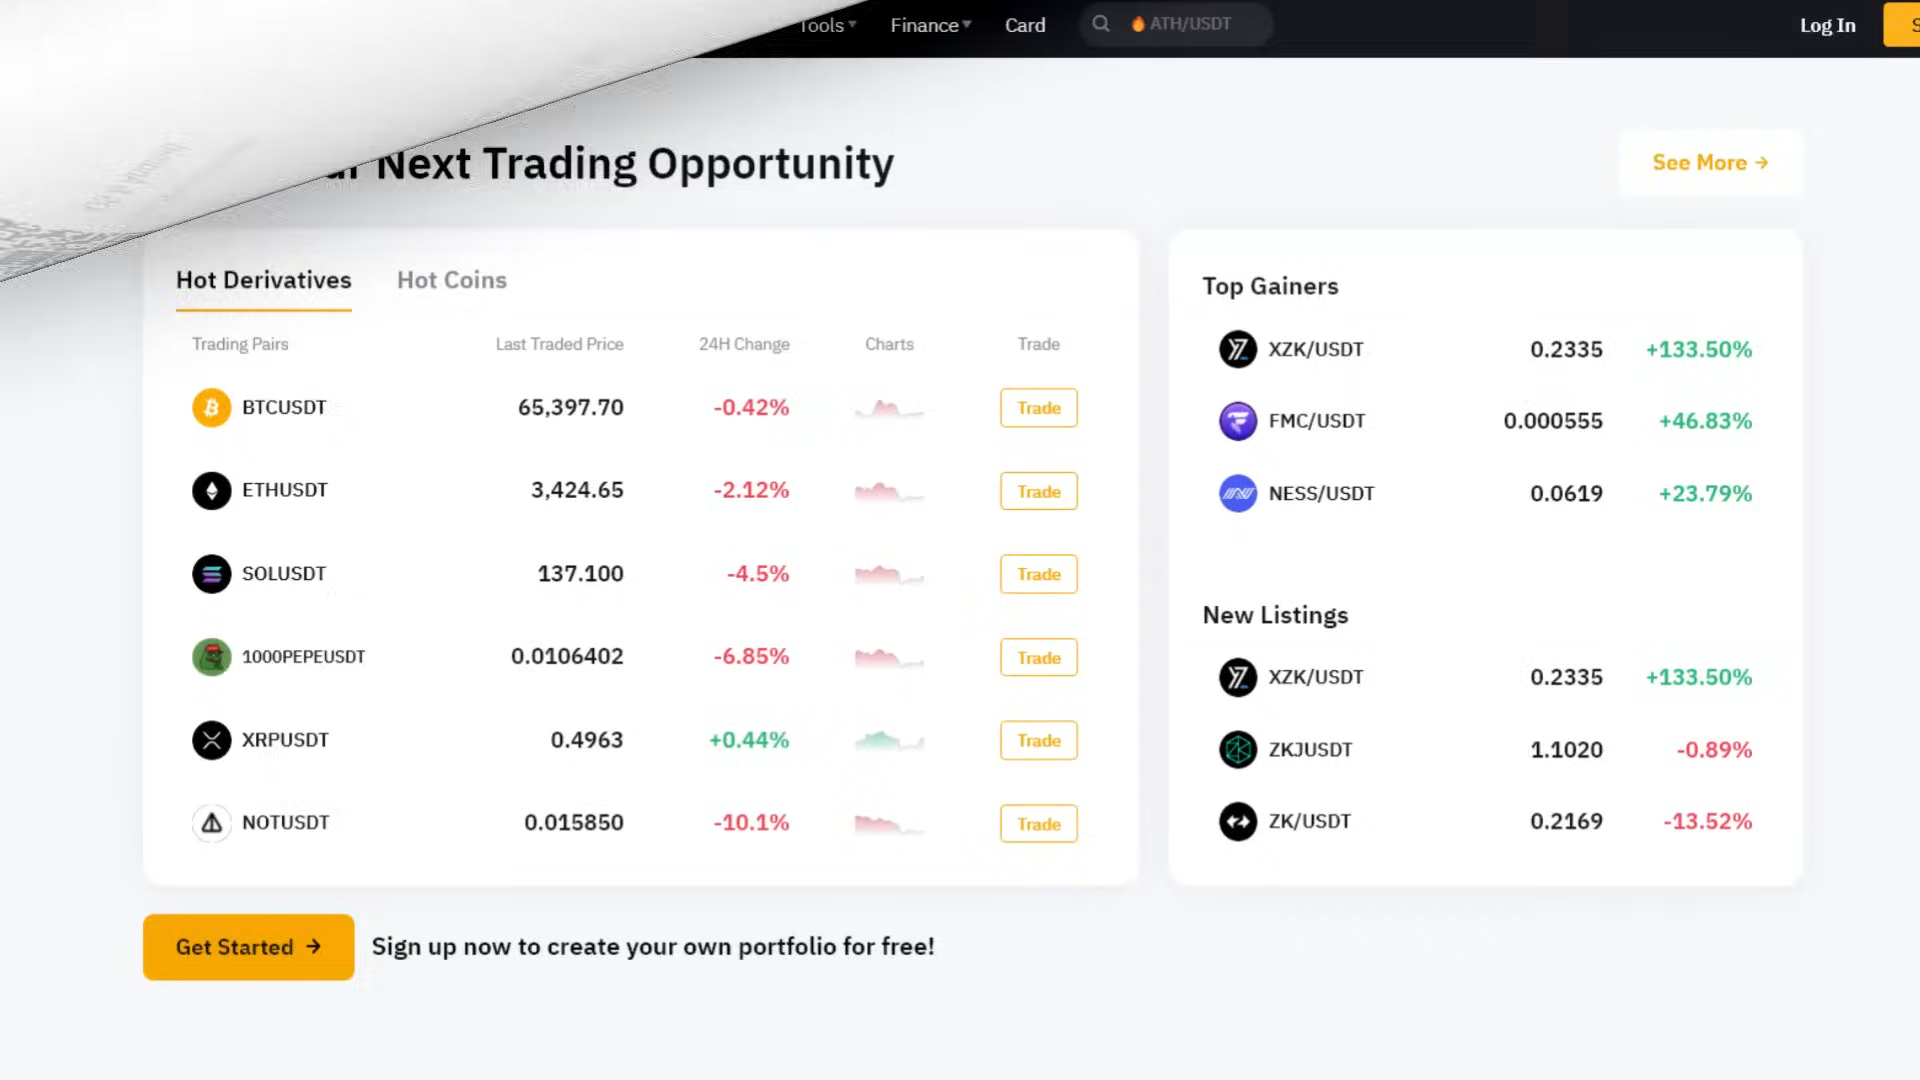 Tools Finance Card ATH/USDT Log In
Next Trading Opportunity
See More →
Hot Derivatives Hot Coins
Trading Pairs Last Traded Price 24H Change Charts Trade
BTCUSDT 65,397.70 -0.42% Trade
ETHUSDT 3,424.65 -2.12% Trade
SOLUSDT 137.100 -4.5% Trade
1000PEPEUSDT 0.0106402 -6.85% Trade
XRPUSDT 0.4963 +0.44% Trade
NOTUSDT 0.015850 -10.1% Trade
Top Gainers
XZK/USDT 0.2335 +133.50%
FMC/USDT 0.000555 +46.83%
NESS/USDT 0.0619 +23.79%
New Listings
XZK/USDT 0.2335 +133.50%
ZKJUSDT 1.1020 -0.89%
ZK/USDT 0.2169 -13.52%
Get Started → Sign up now to create your own portfolio for free!